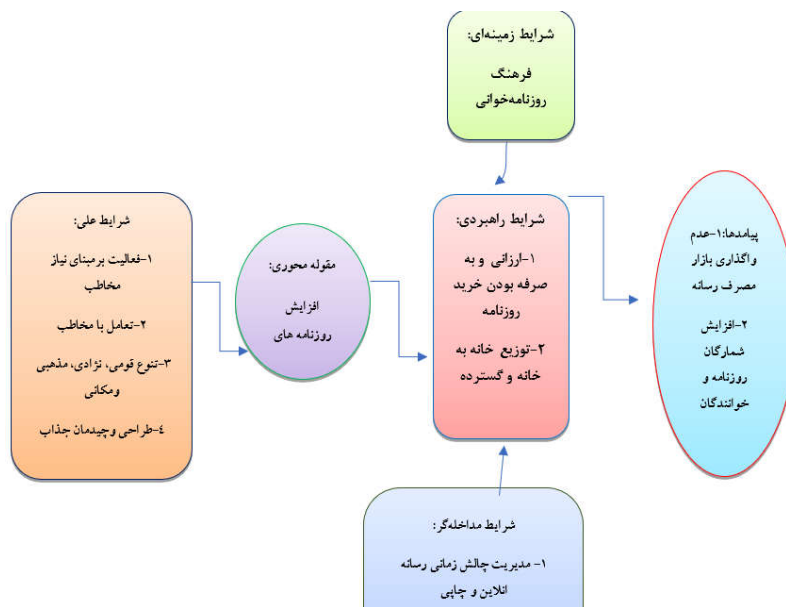 شرایط زمینه‌ای:
فرهنگ
روزنامه‌خوانی
شرایط علی:
۱-فعالیت برمبنای نیاز
مخاطب
۲-تعامل با مخاطب
۳-تنوع قومی، نژادی، مذهبی
ومکانی
٤-طراحی وچیدمان جذاب
مقوله محوری:
افزایش
روزنامه های
شرایط راهبردی:
۱-ارزانی و به
صرفه بودن خرید
روزنامه
۲-توزیع خانه به
خانه و گسترده
پیامدها:۱-عدم
واگذاری بازار
مصرف رسانه
۲-افزایش
شمارگان
روزنامه و
خوانندگان
شرایط مداخله‌گر:
۱- مدیریت چالش زمانی رسانه
انلاین و چاپی